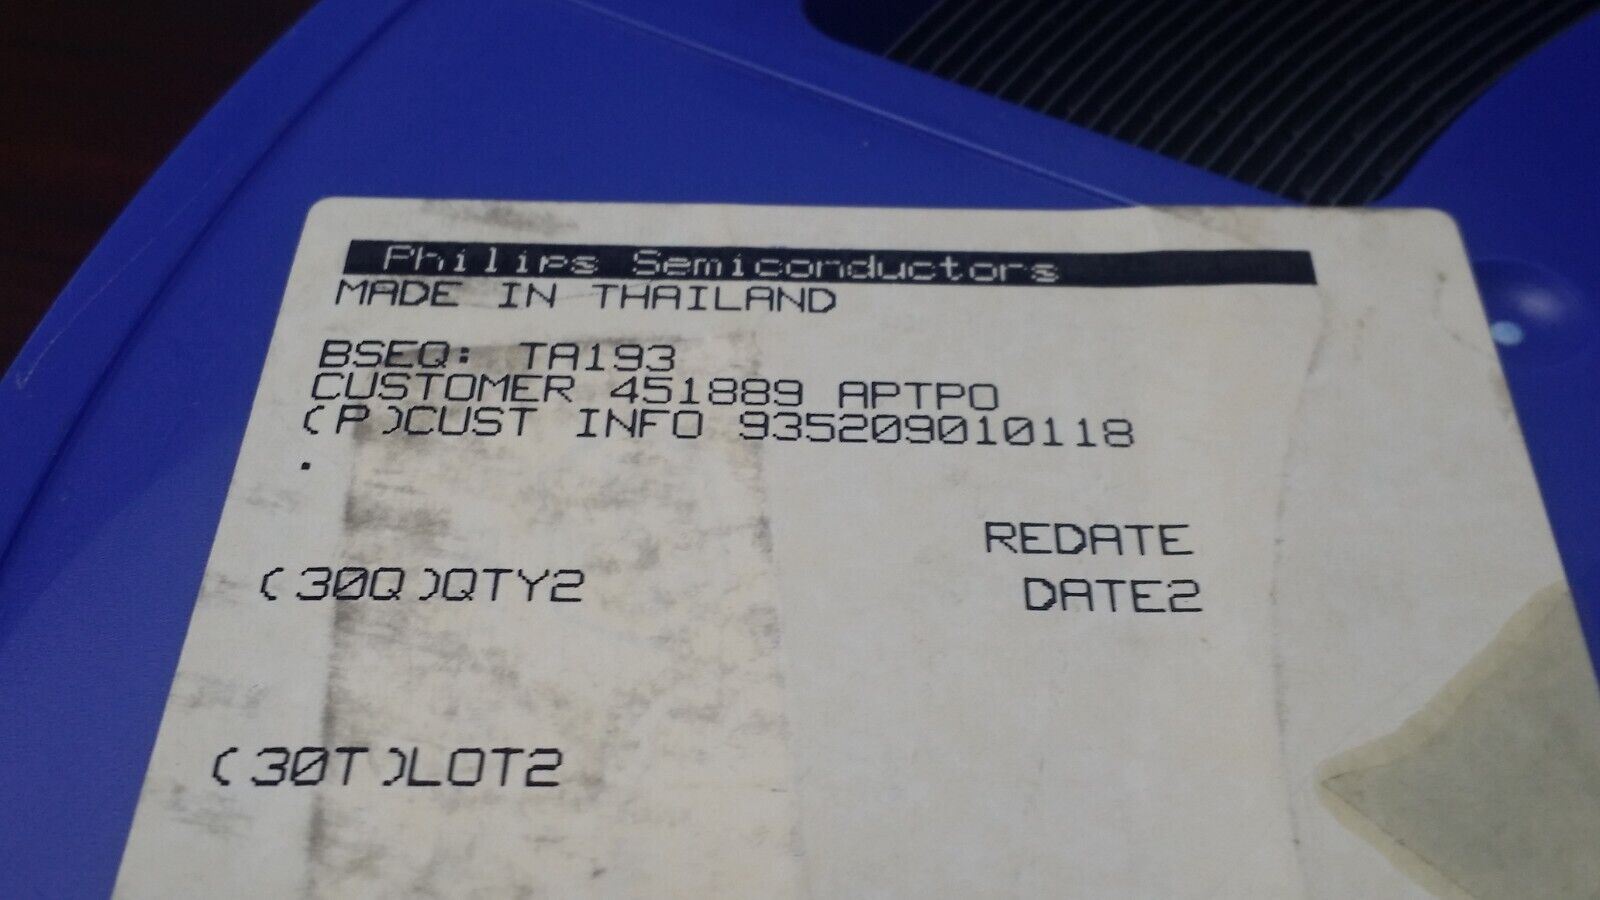 Philips Semiconductors
MADE IN THAILAND
BSEQ: TA193
CUSTOMER 451889 APTPO
(P)CUST INFO 935209010118
.
REDATE
(30Q)QTY2
DATE2
(30T)LOT2